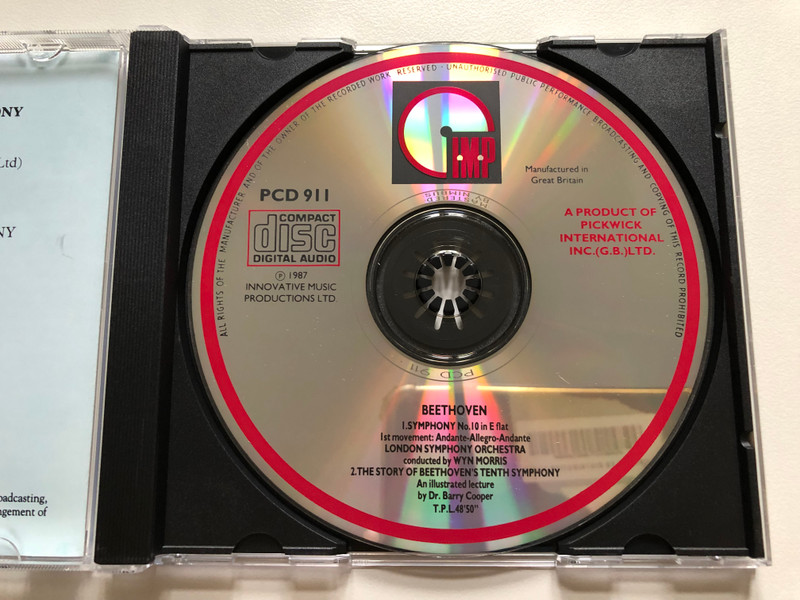 ONY
Ltd)
NY
oadcasting,
ngement of
ALL RIGHTS OF THE MANUFACTURER AND OF THE OWNER OF THE RECORDED WORK RESERVED · UNAUTHORISED PUBLIC PERFORMANCE BROADCASTING AND COPYING OF THIS RECORD PROHIBITED
IMP
Manufactured in
Great Britain
PCD 911
COMPACT
disc
DIGITAL AUDIO
℗ 1987
INNOVATIVE MUSIC
PRODUCTIONS LTD.
A PRODUCT OF
PICKWICK
INTERNATIONAL
INC.(G.B.)LTD.
MASTERED
BY NIMBUS
PCD 911
BEETHOVEN
1.SYMPHONY No.10 in E flat
1st movement: Andante-Allegro-Andante
LONDON SYMPHONY ORCHESTRA
conducted by WYN MORRIS
2.THE STORY OF BEETHOVEN'S TENTH SYMPHONY
An illustrated lecture
by Dr. Barry Cooper
T.P.L.48'50"